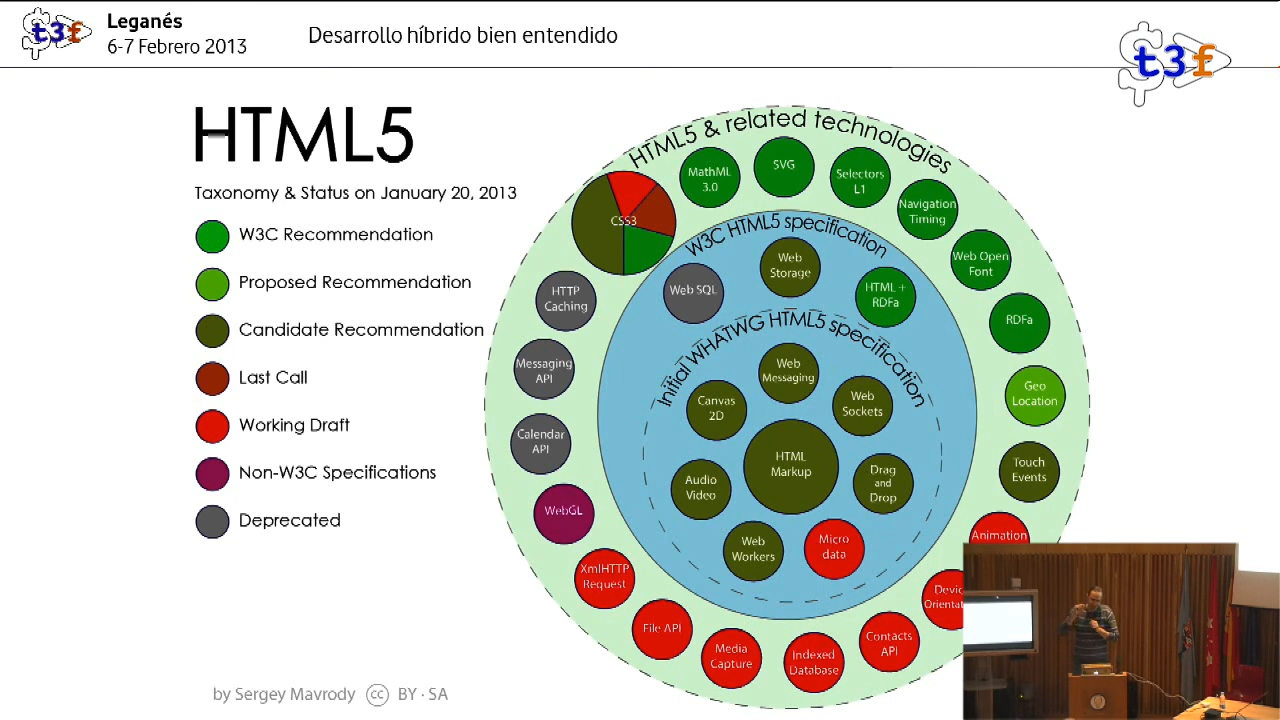 t3f
Leganés
6-7 Febrero 2013
Desarrollo híbrido bien entendido
t3f
HTML5
Taxonomy & Status on January 20, 2013
W3C Recommendation
Proposed Recommendation
Candidate Recommendation
Last Call
Working Draft
Non-W3C Specifications
Deprecated
by Sergey Mavrody
cc
BY - SA
HTML5 & related technologies
CSS3
MathML
3.0
SVG
Selectors
L1
Navigation
Timing
Web Open
Font
RDFa
Geo
Location
Touch
Events
Animation
Contacts
API
Indexed
Database
Media
Capture
File API
XmlHTTP
Request
WebGL
Calendar
API
Messaging
API
HTTP
Caching
W3C HTML5 specification
Web SQL
Web
Storage
HTML +
RDFa
Initial WHATWG HTML5 specification
Web
Messaging
Canvas
2D
Web
Sockets
HTML
Markup
Audio
Video
Drag
and
Drop
Web
Workers
Micro
data